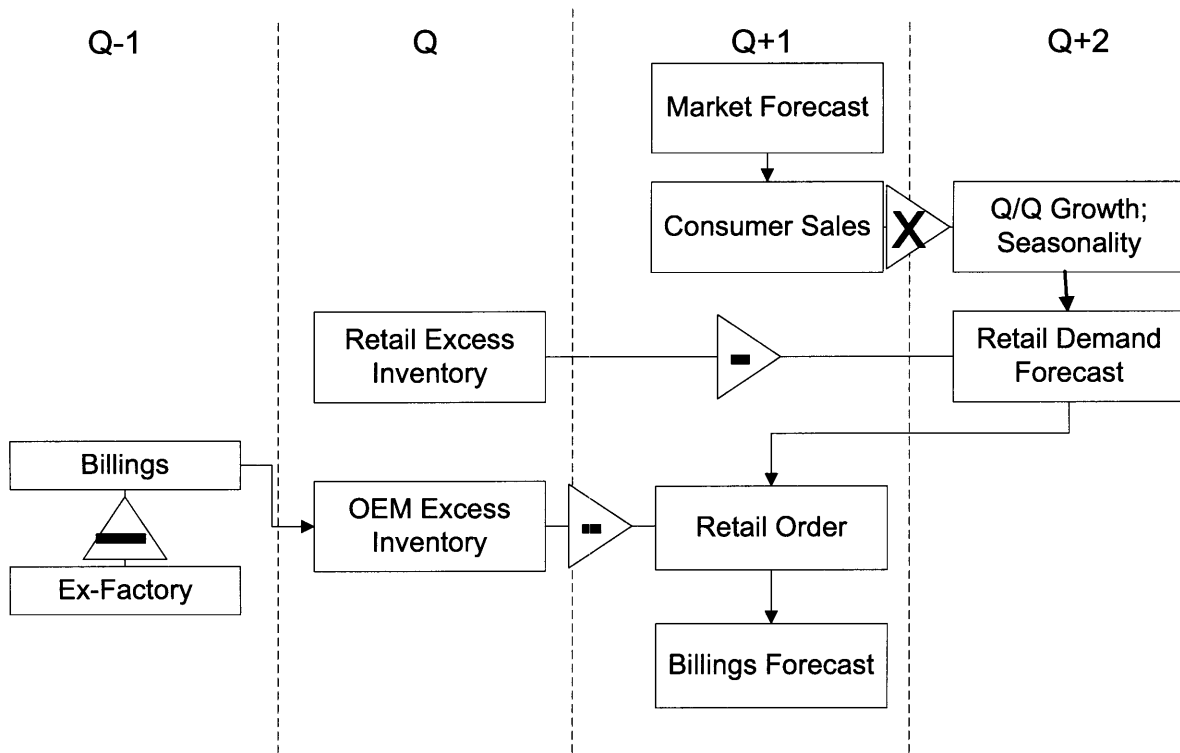 Q-1
Q
Q+1
Q+2
Market Forecast
Consumer Sales
X
Q/Q Growth;
Seasonality
Retail Excess
Inventory
-
Retail Demand
Forecast
Billings
-
Ex-Factory
OEM Excess
Inventory
--
Retail Order
Billings Forecast